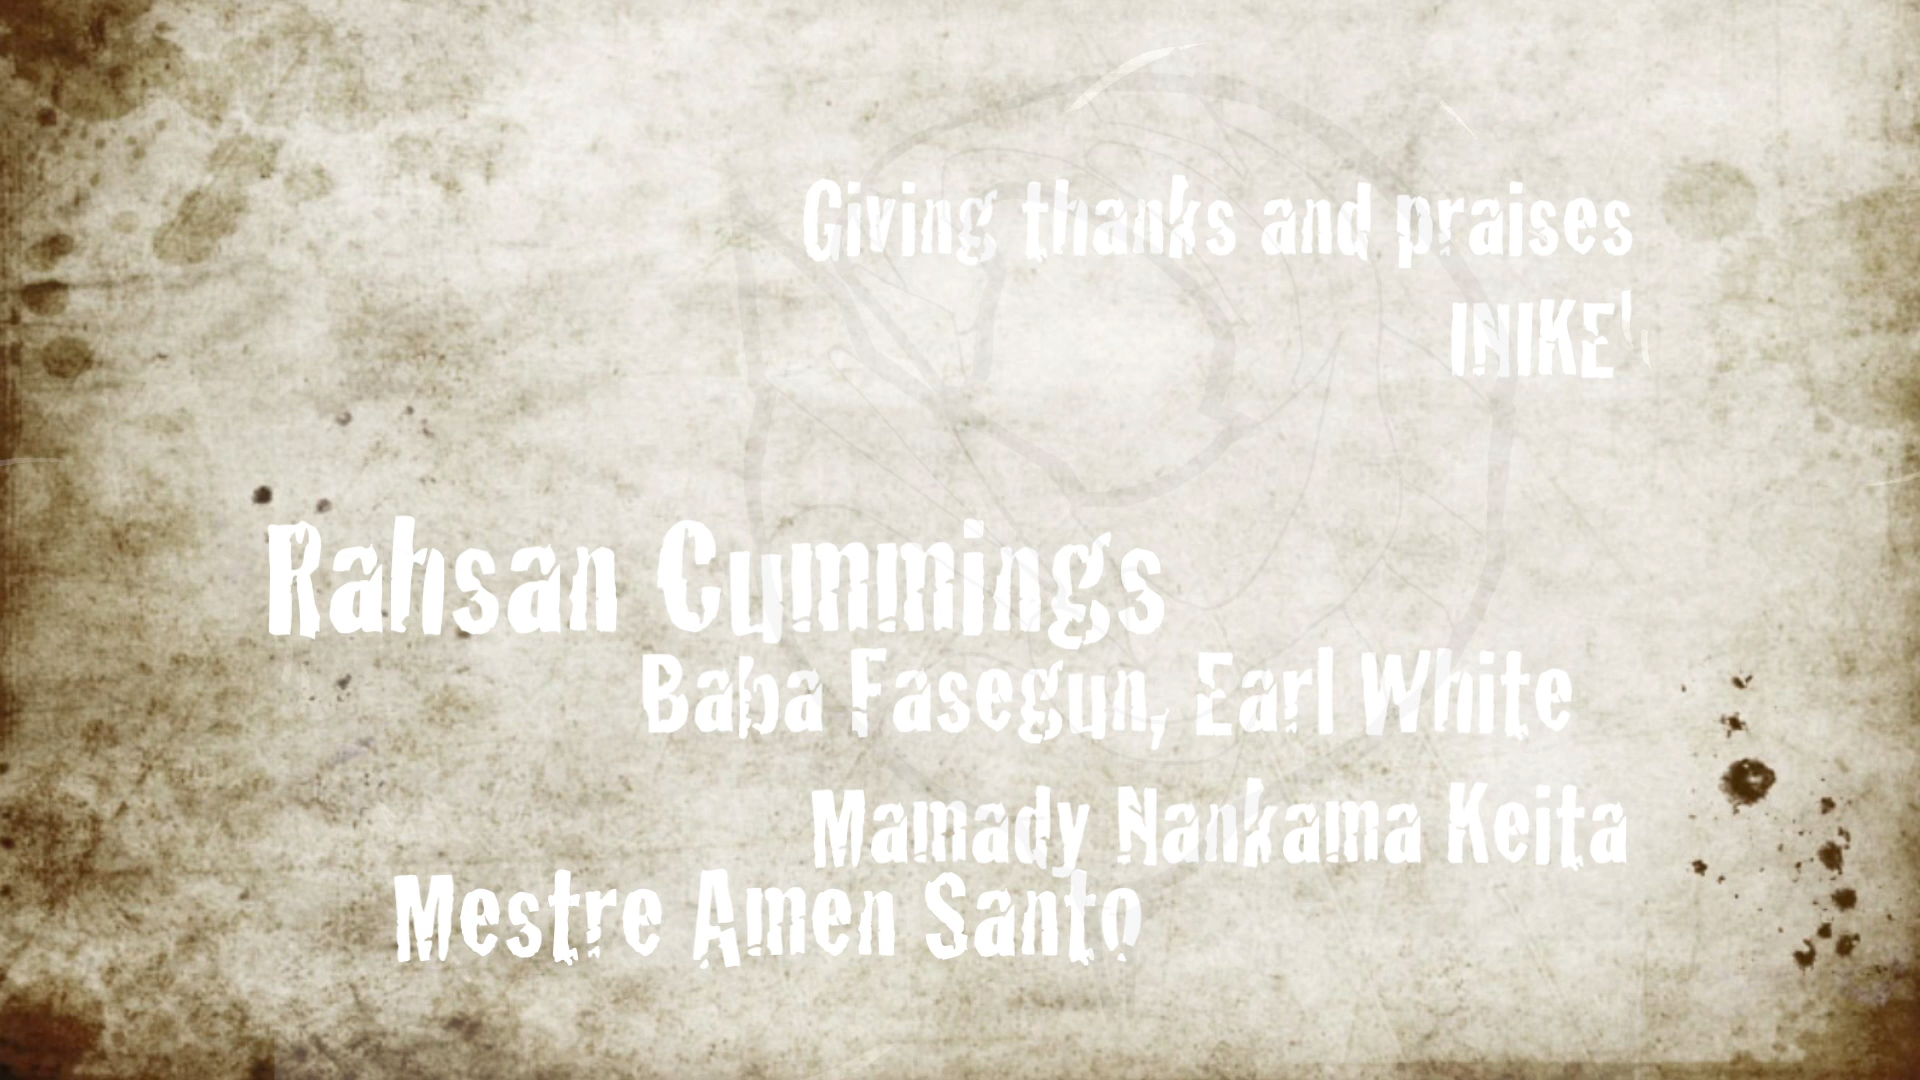 Giving thanks and praises
INIKE'
Rahsan Cummings
Baba Fasegun, Earl White
Mamady Nankama Keita
Mestre Amen Santo